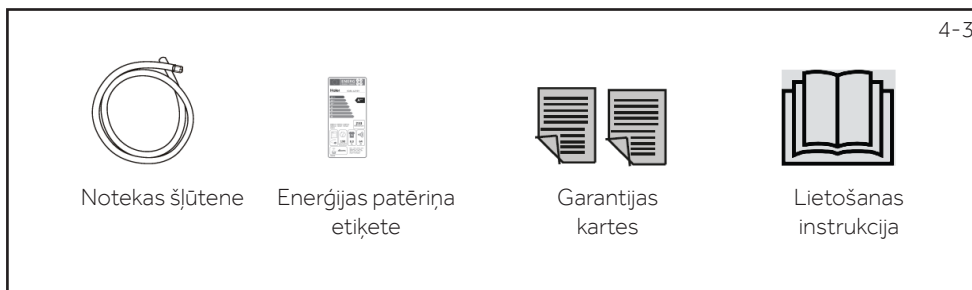 4-3
Notekas šļūtene
Enerģijas patēriņa
etiķete
Garantijas
kartes
Lietošanas
instrukcija